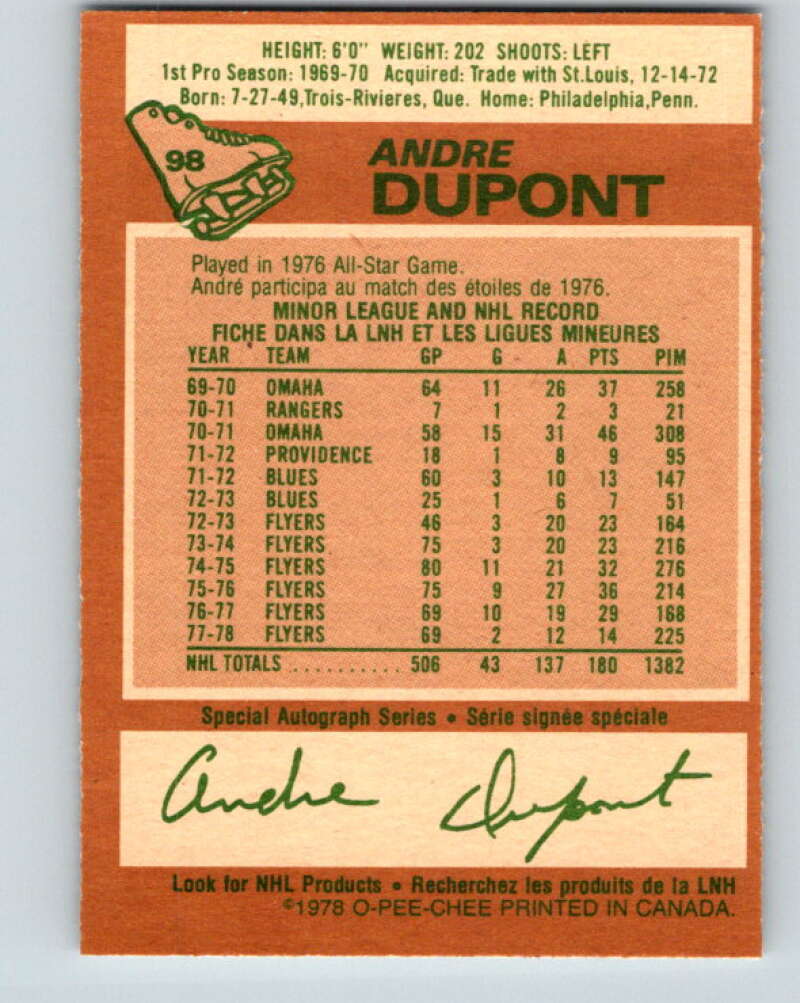 HEIGHT: 6'0" WEIGHT: 202 SHOOTS: LEFT
1st Pro Season: 1969-70 Acquired: Trade with St.Louis, 12-14-72
Born: 7-27-49,Trois-Rivieres, Que. Home: Philadelphia,Penn.
98
ANDRE
DUPONT
Played in 1976 All-Star Game.
André participa au match des étoiles de 1976.
MINOR LEAGUE AND NHL RECORD
FICHE DANS LA LNH ET LES LIGUES MINEURES
YEAR TEAM GP G A PTS PIM
69-70 OMAHA 64 11 26 37 258
70-71 RANGERS 7 1 2 3 21
70-71 OMAHA 58 15 31 46 308
71-72 PROVIDENCE 18 1 8 9 95
71-72 BLUES 60 3 10 13 147
72-73 BLUES 25 1 6 7 51
72-73 FLYERS 46 3 20 23 164
73-74 FLYERS 75 3 20 23 216
74-75 FLYERS 80 11 21 32 276
75-76 FLYERS 75 9 27 36 214
76-77 FLYERS 69 10 19 29 168
77-78 FLYERS 69 2 12 14 225
NHL TOTALS .......... 506 43 137 180 1382
Special Autograph Series • Série signée spéciale
Andre Dupont
Look for NHL Products • Recherchez les produits de la LNH
©1978 O-PEE-CHEE PRINTED IN CANADA.